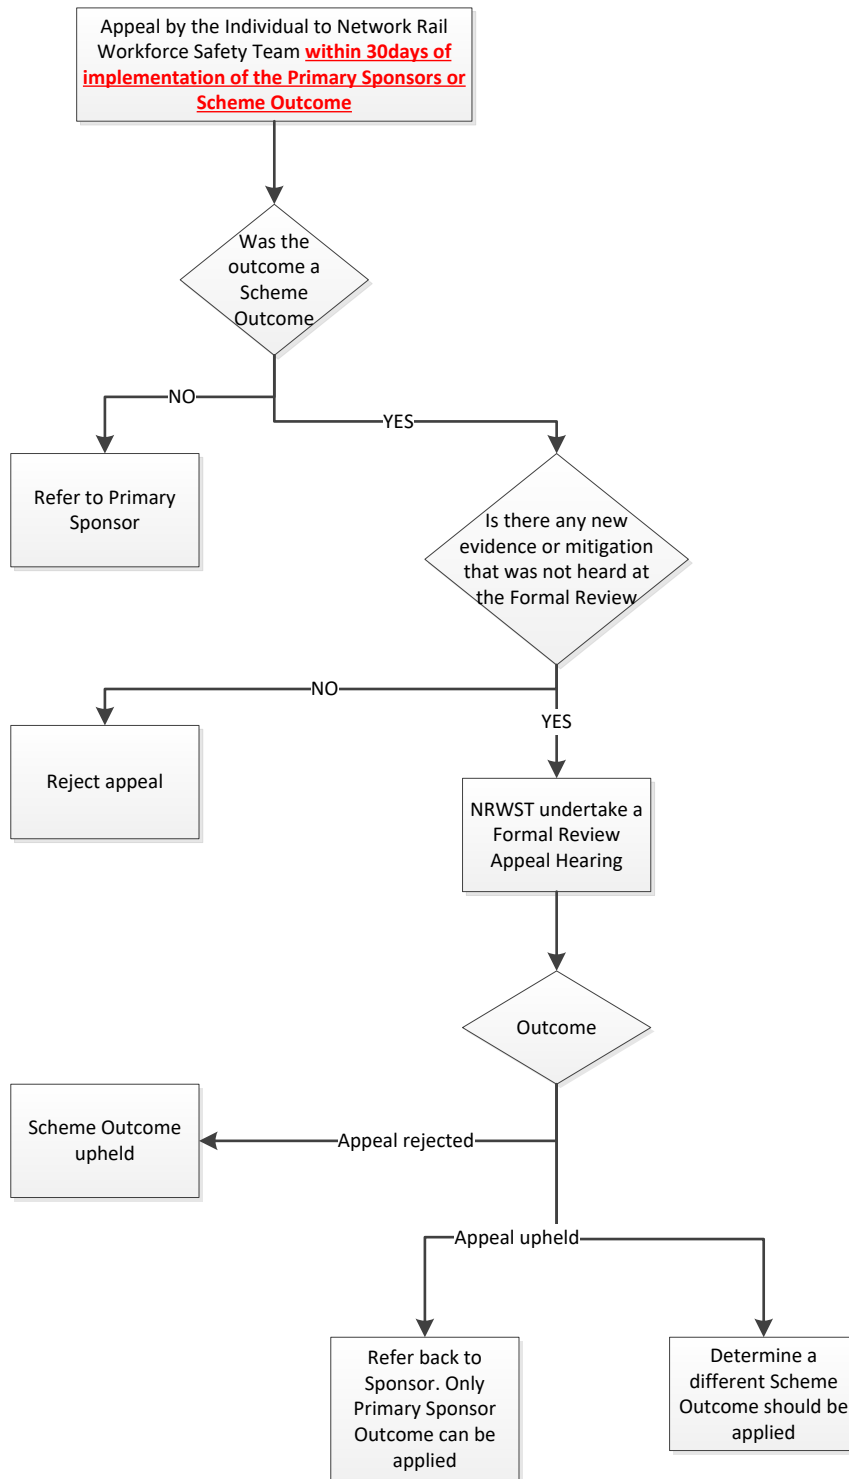 Appeal by the Individual to Network Rail
Workforce Safety Team within 30days of
implementation of the Primary Sponsors or
Scheme Outcome
Was the
outcome a
Scheme
Outcome
NO
YES
Refer to Primary
Sponsor
Is there any new
evidence or mitigation
that was not heard at
the Formal Review
NO
YES
Reject appeal
NRWST undertake a
Formal Review
Appeal Hearing
Outcome
Scheme Outcome
upheld
Appeal rejected
Appeal upheld
Refer back to
Sponsor. Only
Primary Sponsor
Outcome can be
applied
Determine a
different Scheme
Outcome should be
applied